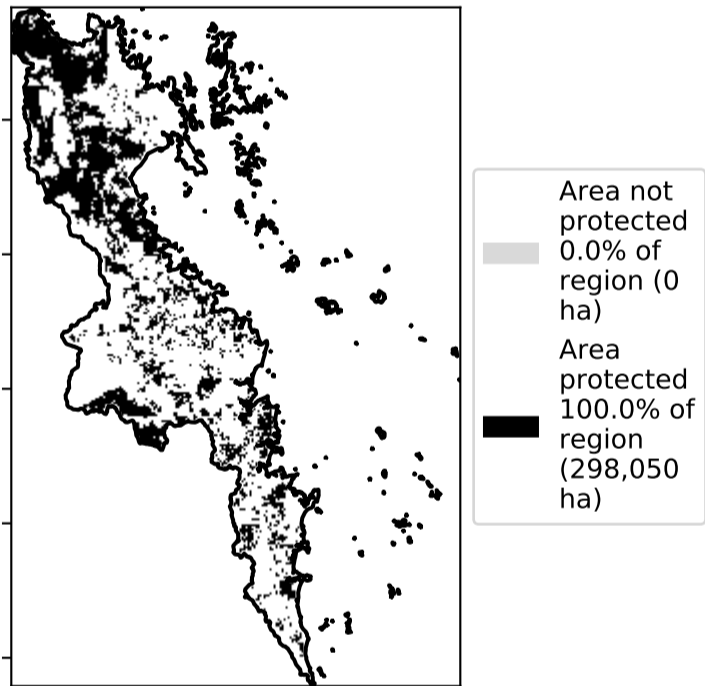 Area not
protected
0.0% of
region (0
ha)
Area
protected
100.0% of
region
(298,050
ha)